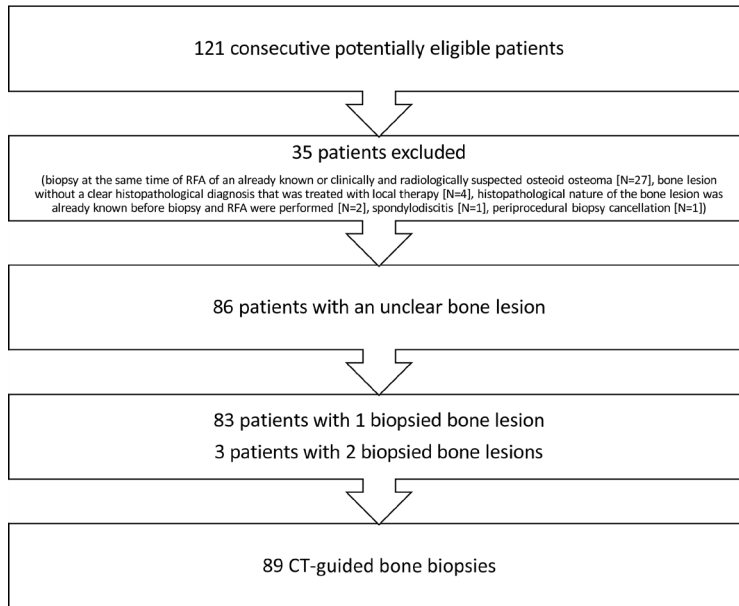 121 consecutive potentially eligible patients
35 patients excluded
(biopsy at the same time of RFA of an already known or clinically and radiologically suspected osteoid osteoma [N=27], bone lesion
without a clear histopathological diagnosis that was treated with local therapy [N=4], histopathological nature of the bone lesion was
already known before biopsy and RFA were performed [N=2], spondylodiscitis [N=1], periprocedural biopsy cancellation [N=1])
86 patients with an unclear bone lesion
83 patients with 1 biopsied bone lesion
3 patients with 2 biopsied bone lesions
89 CT-guided bone biopsies